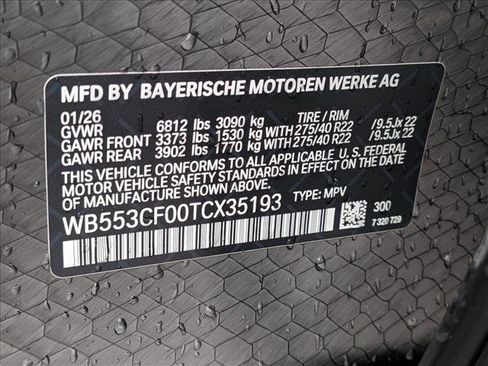 MFD BY BAYERISCHE MOTOREN WERKE AG
01/26
GVWR 6812 lbs 3090 kg TIRE / RIM
GAWR FRONT 3373 lbs 1530 kg WITH 275/40 R22 / 9.5Jx 22
GAWR REAR 3902 lbs 1770 kg WITH 275/40 R22 / 9.5Jx 22
THIS VEHICLE CONFORMS TO ALL APPLICABLE U.S. FEDERAL
MOTOR VEHICLE SAFETY STANDARDS IN EFFECT ON THE DATE
OF MANUFACTURE SHOWN ABOVE.
WB553CF00TCX35193 TYPE: MPV
300
7 320 729